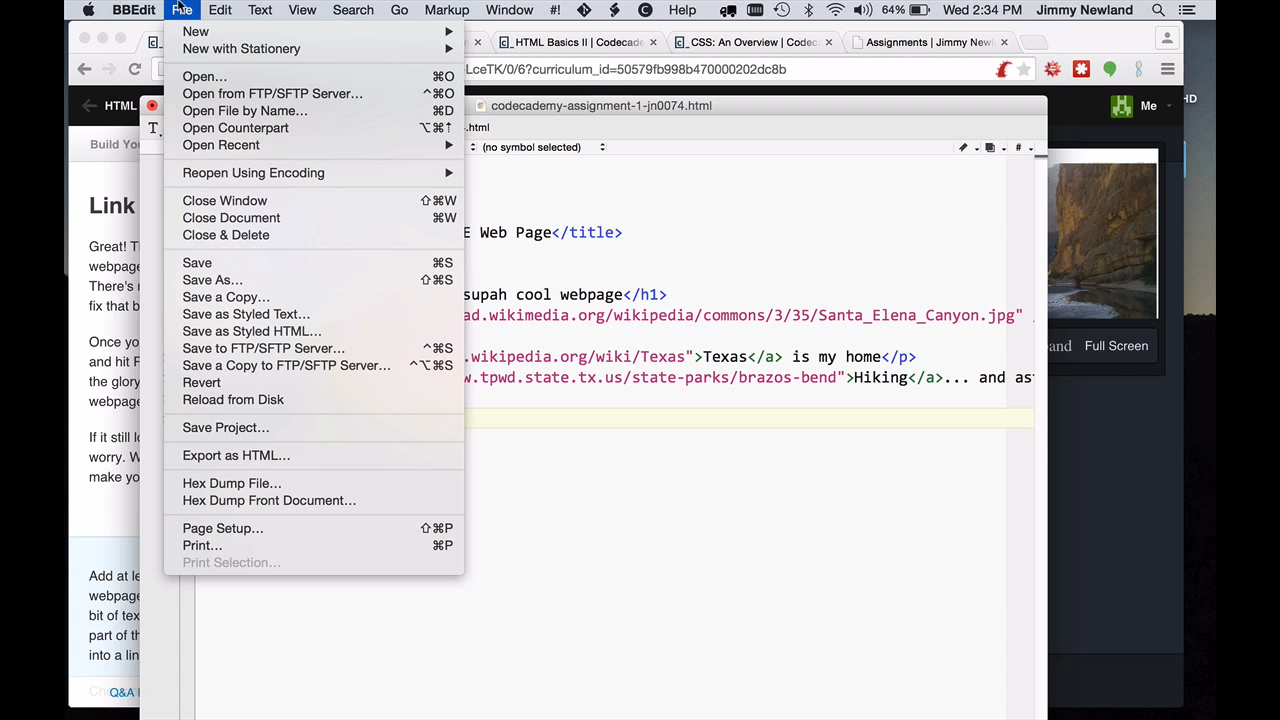 BBEdit File Edit Text View Search Go Markup Window #! Help 64% Wed 2:34 PM Jimmy Newland
HTML Basics II | Codecade
CSS: An Overview | Codec
Assignments | Jimmy New
LceTK/0/6?curriculum_id=50579fb998b470000202dc8b
HTML
codecademy-assignment-1-jn0074.html
Me
HD
.html
Build You
(no symbol selected)
#
Link
Great! T
webpage
There's
fix that b
Once yo
and hit F
the glory
webpage
If it still lo
worry. W
make yo
Add at le
webpage
bit of tex
part of th
into a lin
Q&A
New
New with Stationery
Open... ⌘O
Open from FTP/SFTP Server... ^⌘O
Open File by Name... ⌘D
Open Counterpart ⌥⌘↑
Open Recent
Reopen Using Encoding
Close Window ⇧⌘W
Close Document ⌘W
Close & Delete
Save ⌘S
Save As... ⇧⌘S
Save a Copy...
Save as Styled Text...
Save as Styled HTML...
Save to FTP/SFTP Server... ^⌘S
Save a Copy to FTP/SFTP Server... ^⌥⌘S
Revert
Reload from Disk
Save Project...
Export as HTML...
Hex Dump File...
Hex Dump Front Document...
Page Setup... ⇧⌘P
Print... ⌘P
Print Selection...
E Web Page</title>
supah cool webpage</h1>
ad.wikimedia.org/wikipedia/commons/3/35/Santa_Elena_Canyon.jpg" /
.wikipedia.org/wiki/Texas">Texas</a> is my home</p>
w.tpwd.state.tx.us/state-parks/brazos-bend">Hiking</a>... and as
and Full Screen